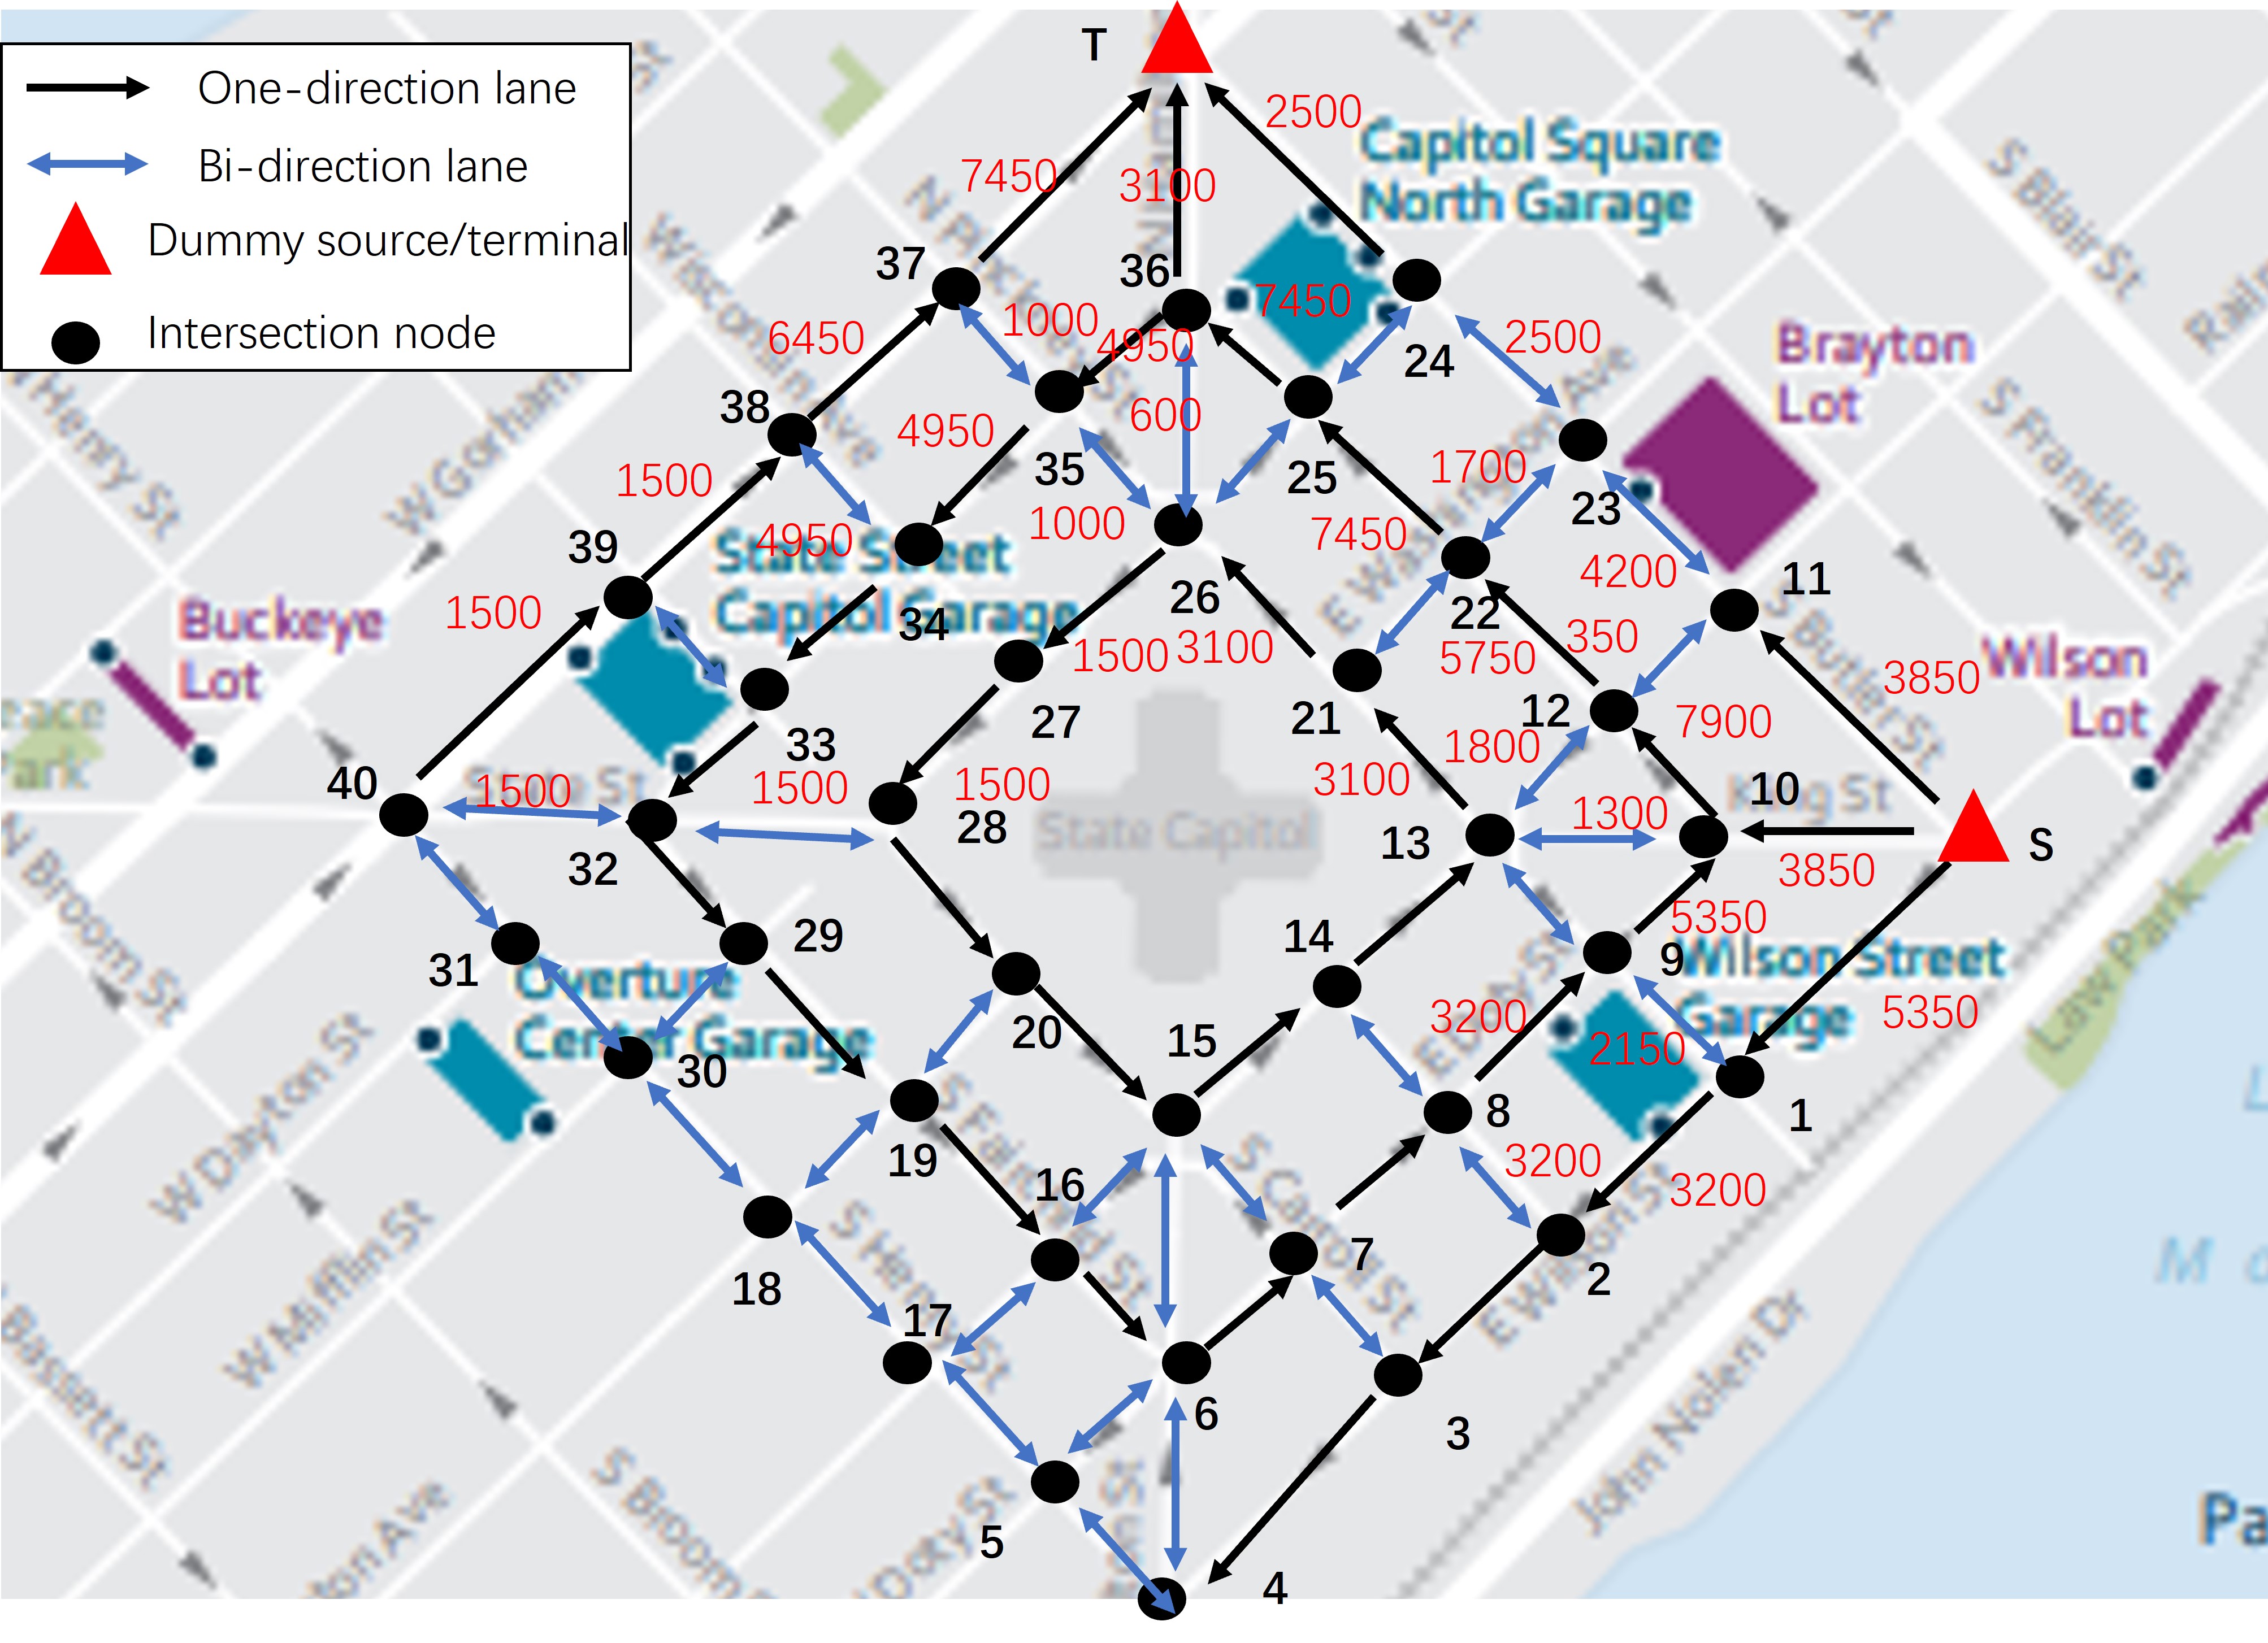 One-direction lane
Bi-direction lane
Dummy source/terminal
Intersection node
T
2500
Capitol Square
North Garage
7450
3100
37
36
7450
24
2500
Brayton
Lot
1000
4950
6450
38
35
4950
600
25
1700
23
1500
39
4950
State Street
Capitol Garage
1000
7450
4200
11
Buckeye
Lot
1500
34
26
22
5750
350
Wilson
Lot
3850
1500
3100
27
21
12
7900
33
1800
40
State St
1500
1500
1500
3100
10
King St
28
State Capitol
13
1300
S
32
3850
31
29
14
5350
9
Wilson Street
Garage
Overture
Center Garage
30
20
15
3200
2150
5350
8
1
19
16
3200
3200
18
7
2
17
6
3
5
4
W Gorham
Wisconsin Ave
N Pinckney St
E Washington Ave
S Blair St
S Franklin St
S Butler St
E Doty St
E Wilson St
John Nolen Dr
Law Park
S Carroll St
S Fairchild St
S Henry St
N Broom St
W Dayton St
W Mifflin St
Bassett St
S Broom S
Henry St